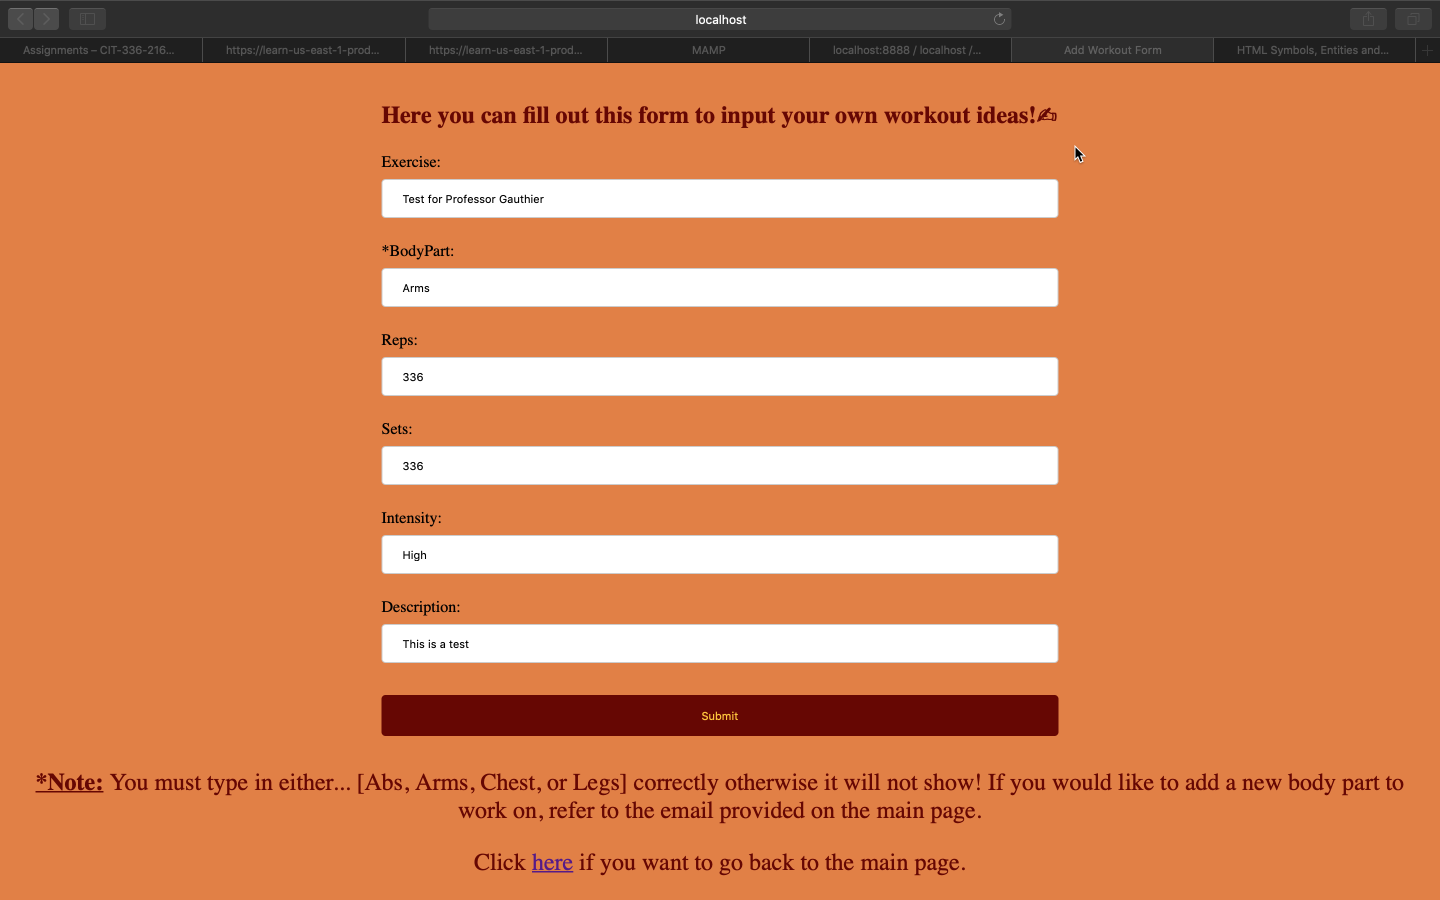 localhost
Assignments – CIT-336-216...
https://learn-us-east-1-prod...
https://learn-us-east-1-prod...
MAMP
localhost:8888 / localhost /...
Add Workout Form
HTML Symbols, Entities and...
Here you can fill out this form to input your own workout ideas!✍
Exercise:
Test for Professor Gauthier
*BodyPart:
Arms
Reps:
336
Sets:
336
Intensity:
High
Description:
This is a test
Submit
*Note: You must type in either... [Abs, Arms, Chest, or Legs] correctly otherwise it will not show! If you would like to add a new body part to
work on, refer to the email provided on the main page.
Click here if you want to go back to the main page.